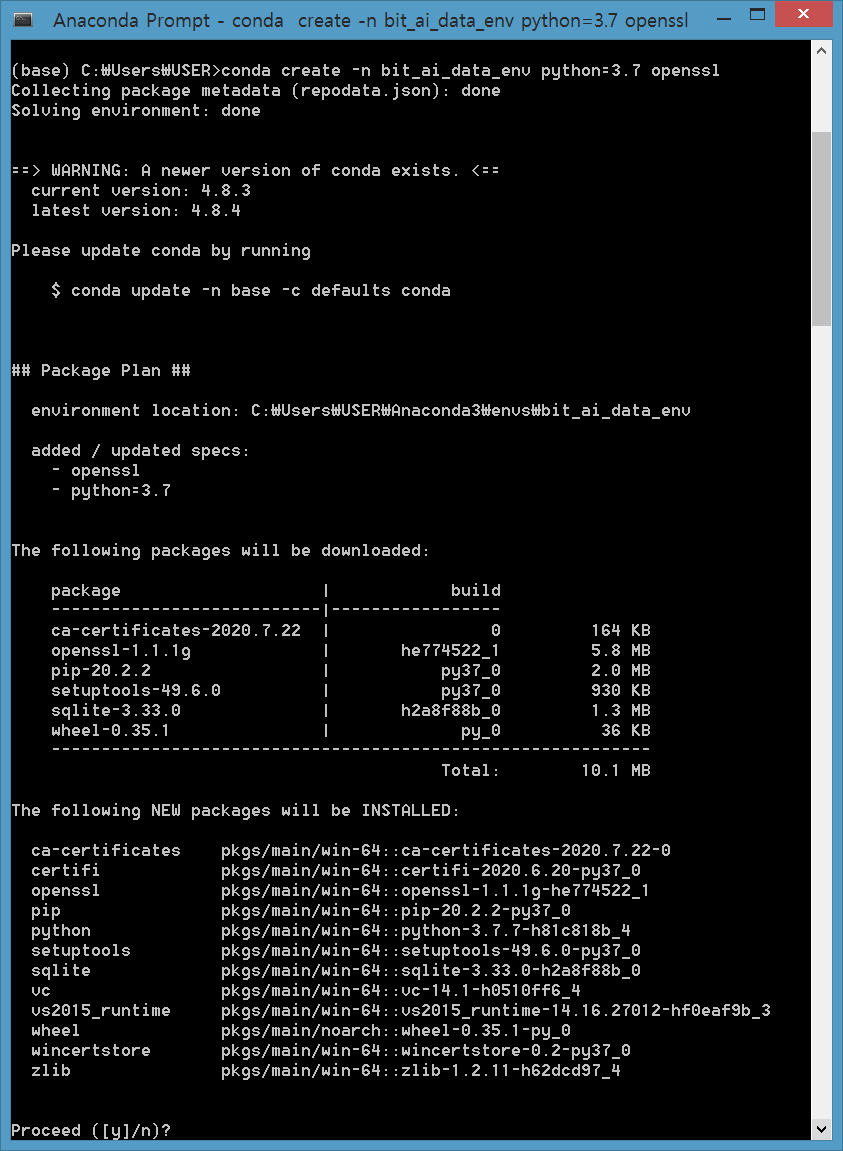 Anaconda Prompt - conda  create -n bit_ai_data_env python=3.7 openssl
(base) C:₩Users₩USER>conda create -n bit_ai_data_env python=3.7 openssl
Collecting package metadata (repodata.json): done
Solving environment: done
==> WARNING: A newer version of conda exists. <==
  current version: 4.8.3
  latest version: 4.8.4
Please update conda by running
    $ conda update -n base -c defaults conda
## Package Plan ##
  environment location: C:₩Users₩USER₩Anaconda3₩envs₩bit_ai_data_env
  added / updated specs:
    - openssl
    - python=3.7
The following packages will be downloaded:
    package                    |            build
    ---------------------------|-----------------
    ca-certificates-2020.7.22  |                0         164 KB
    openssl-1.1.1g             |       he774522_1         5.8 MB
    pip-20.2.2                 |           py37_0         2.0 MB
    setuptools-49.6.0          |           py37_0         930 KB
    sqlite-3.33.0              |       h2a8f88b_0         1.3 MB
    wheel-0.35.1               |             py_0          36 KB
    ------------------------------------------------------------
                                           Total:        10.1 MB
The following NEW packages will be INSTALLED:
  ca-certificates    pkgs/main/win-64::ca-certificates-2020.7.22-0
  certifi            pkgs/main/win-64::certifi-2020.6.20-py37_0
  openssl            pkgs/main/win-64::openssl-1.1.1g-he774522_1
  pip                pkgs/main/win-64::pip-20.2.2-py37_0
  python             pkgs/main/win-64::python-3.7.7-h81c818b_4
  setuptools         pkgs/main/win-64::setuptools-49.6.0-py37_0
  sqlite             pkgs/main/win-64::sqlite-3.33.0-h2a8f88b_0
  vc                 pkgs/main/win-64::vc-14.1-h0510ff6_4
  vs2015_runtime     pkgs/main/win-64::vs2015_runtime-14.16.27012-hf0eaf9b_3
  wheel              pkgs/main/noarch::wheel-0.35.1-py_0
  wincertstore       pkgs/main/win-64::wincertstore-0.2-py37_0
  zlib               pkgs/main/win-64::zlib-1.2.11-h62dcd97_4
Proceed ([y]/n)?